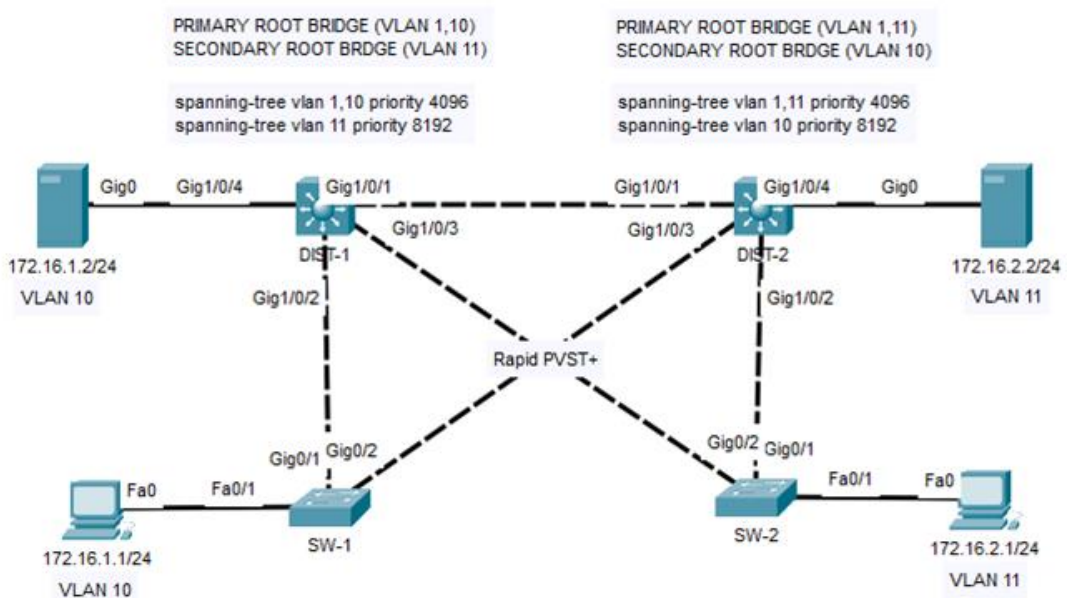 PRIMARY ROOT BRIDGE (VLAN 1,10)
SECONDARY ROOT BRDGE (VLAN 11)
PRIMARY ROOT BRIDGE (VLAN 1,11)
SECONDARY ROOT BRDGE (VLAN 10)
spanning-tree vlan 1,10 priority 4096
spanning-tree vlan 11 priority 8192
spanning-tree vlan 1,11 priority 4096
spanning-tree vlan 10 priority 8192
Gig0
Gig1/0/4
Gig1/0/1
Gig1/0/1
Gig1/0/4
Gig0
Gig1/0/3
Gig1/0/3
DIST-1
DIST-2
172.16.1.2/24
VLAN 10
172.16.2.2/24
VLAN 11
Gig1/0/2
Gig1/0/2
Rapid PVST+
Gig0/1
Gig0/2
Gig0/2
Gig0/1
Fa0
Fa0/1
Fa0/1
Fa0
SW-1
SW-2
172.16.1.1/24
VLAN 10
172.16.2.1/24
VLAN 11